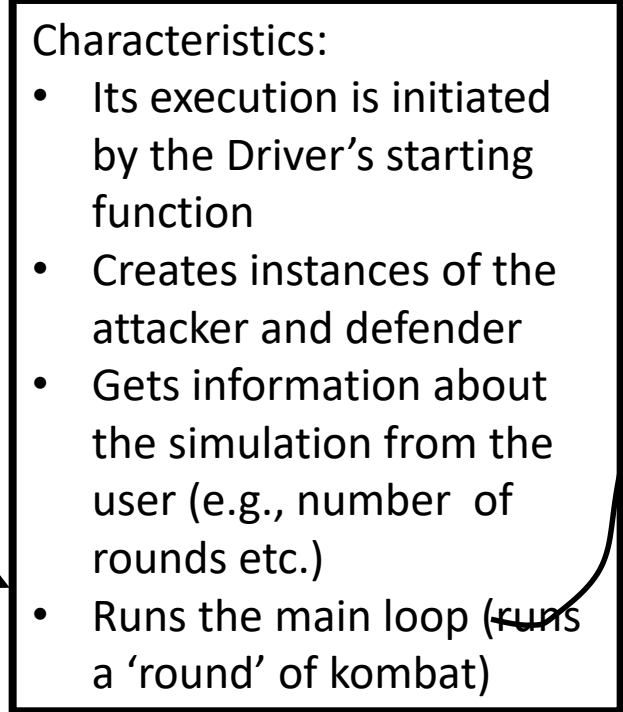 Characteristics:
• Its execution is initiated
by the Driver’s starting
function
• Creates instances of the
attacker and defender
• Gets information about
the simulation from the
user (e.g., number of
rounds etc.)
• Runs the main loop (runs
a ‘round’ of kombat)